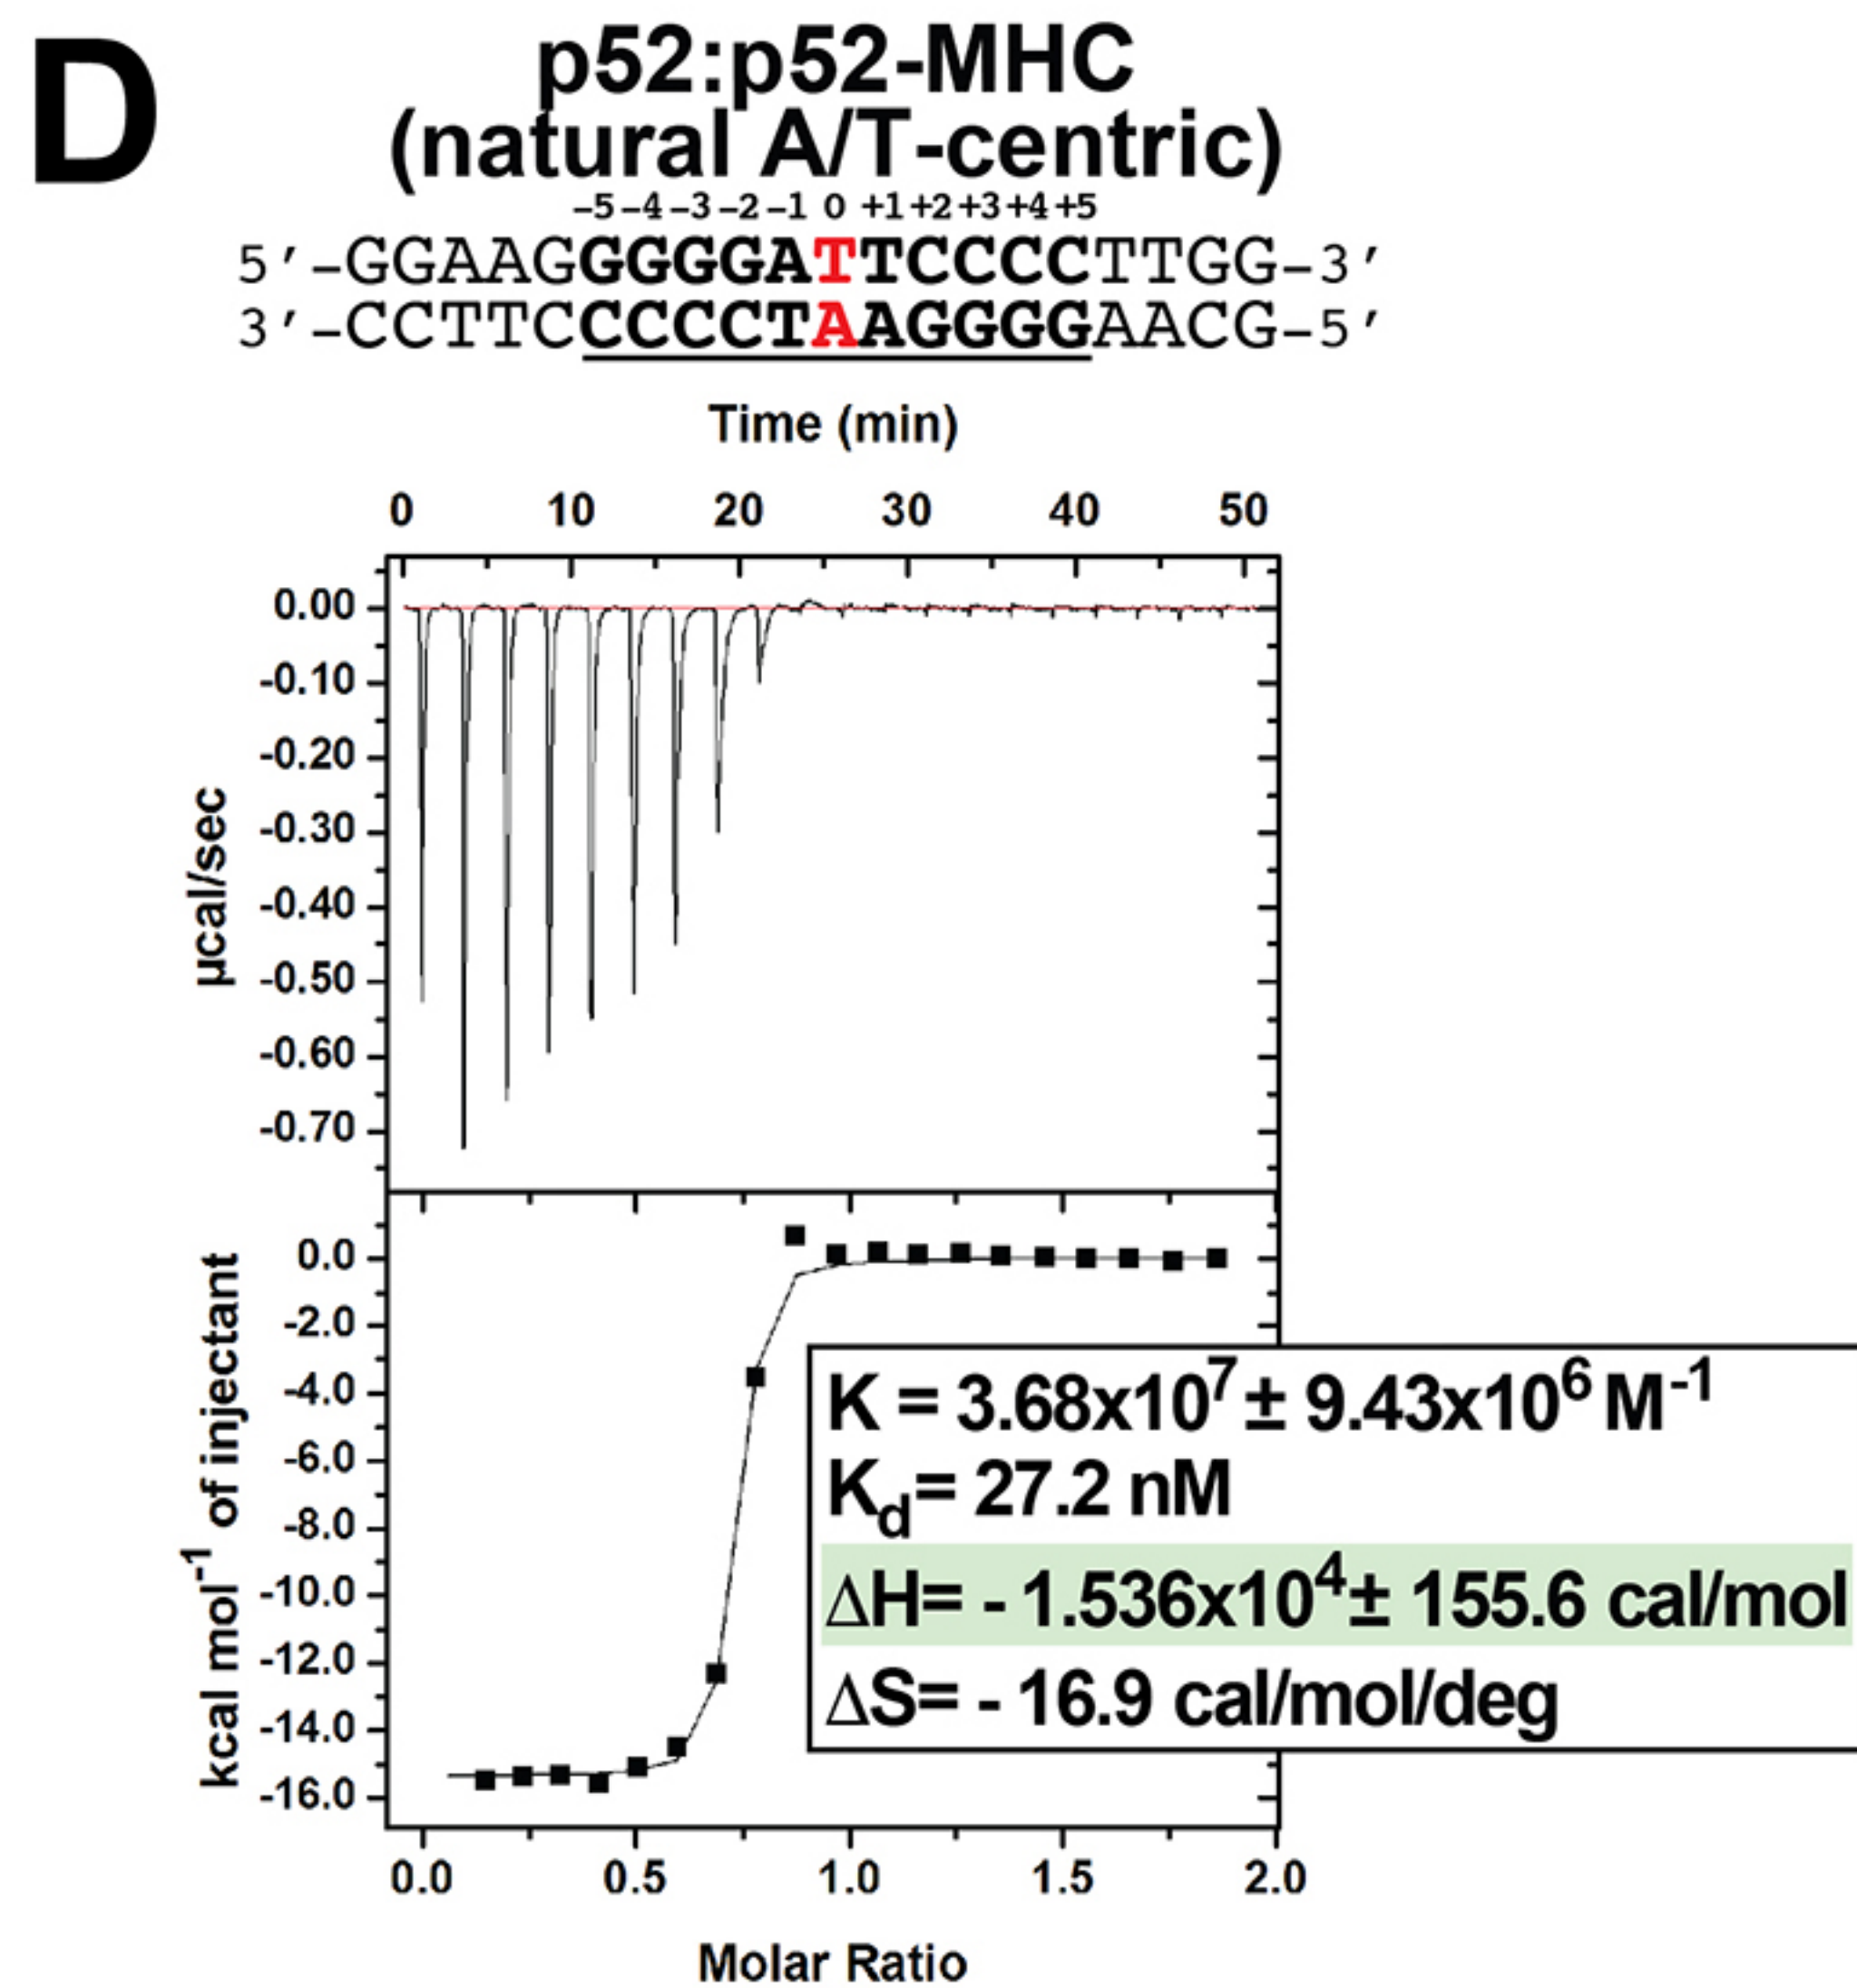 D
p52:p52-MHC
(natural A/T-centric)
−5 −4 −3 −2 −1 0 +1 +2 +3 +4 +5
5′-GGAAGGGGGATTCCCCTTGG-3′
3′-CCTTCCCCCTAAGGGGAACG-5′
Time (min)
0 10 20 30 40 50
0.00
-0.10
-0.20
-0.30
-0.40
-0.50
-0.60
-0.70
µcal/sec
0.0
-2.0
-4.0
-6.0
-8.0
-10.0
-12.0
-14.0
-16.0
kcal mol⁻¹ of injectant
K = 3.68x10⁷± 9.43x10⁶ M⁻¹
K_d= 27.2 nM
ΔH= - 1.536x10⁴± 155.6 cal/mol
ΔS= - 16.9 cal/mol/deg
0.0 0.5 1.0 1.5 2.0
Molar Ratio